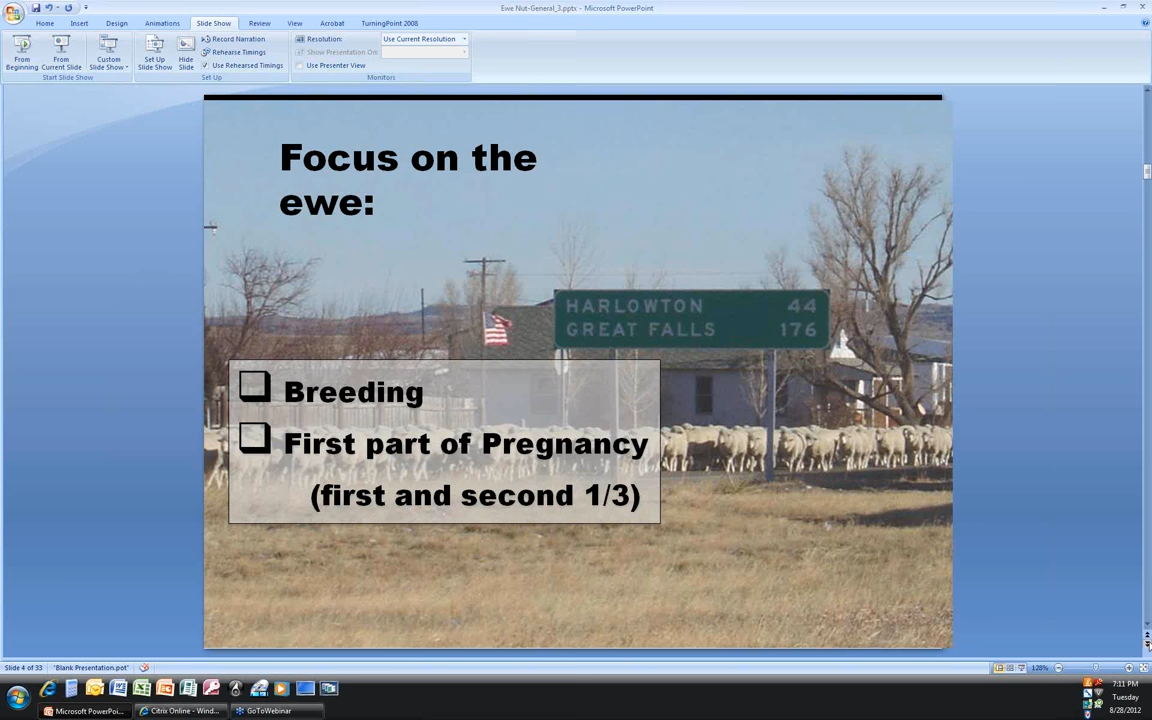 Ewe Nut-General_3.pptx - Microsoft PowerPoint
Home Insert Design Animations Slide Show Review View Acrobat TurningPoint 2008
From Beginning
From Current Slide
Custom Slide Show
Start Slide Show
Set Up Slide Show
Hide Slide
Record Narration
Rehearse Timings
Use Rehearsed Timings
Set Up
Resolution: Use Current Resolution
Show Presentation On:
Use Presenter View
Monitors
Focus on the
ewe:
HARLOWTON 44
GREAT FALLS 176
Breeding
First part of Pregnancy
(first and second 1/3)
Slide 4 of 33 "Blank Presentation.pot" 128%
Microsoft PowerPoi... Citrix Online - Wind... GoToWebinar
7:11 PM
Tuesday
8/28/2012